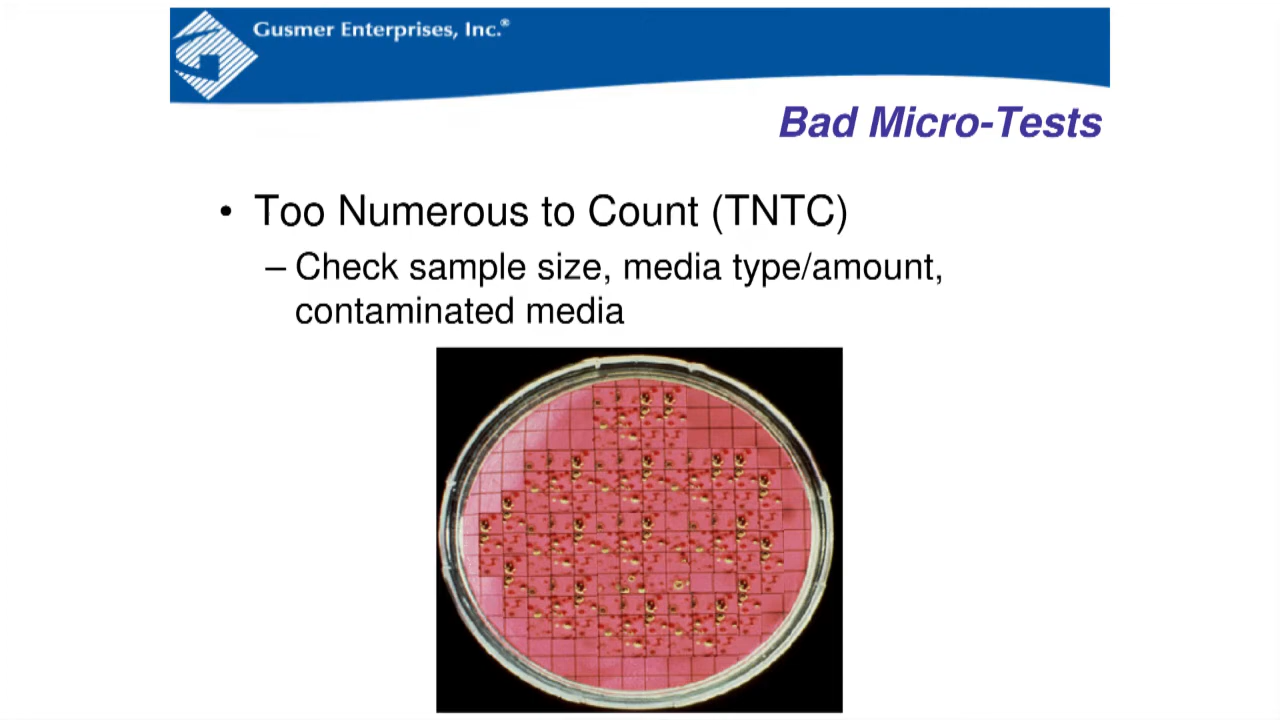 Gusmer Enterprises, Inc.®
Bad Micro-Tests
• Too Numerous to Count (TNTC)
– Check sample size, media type/amount,
contaminated media